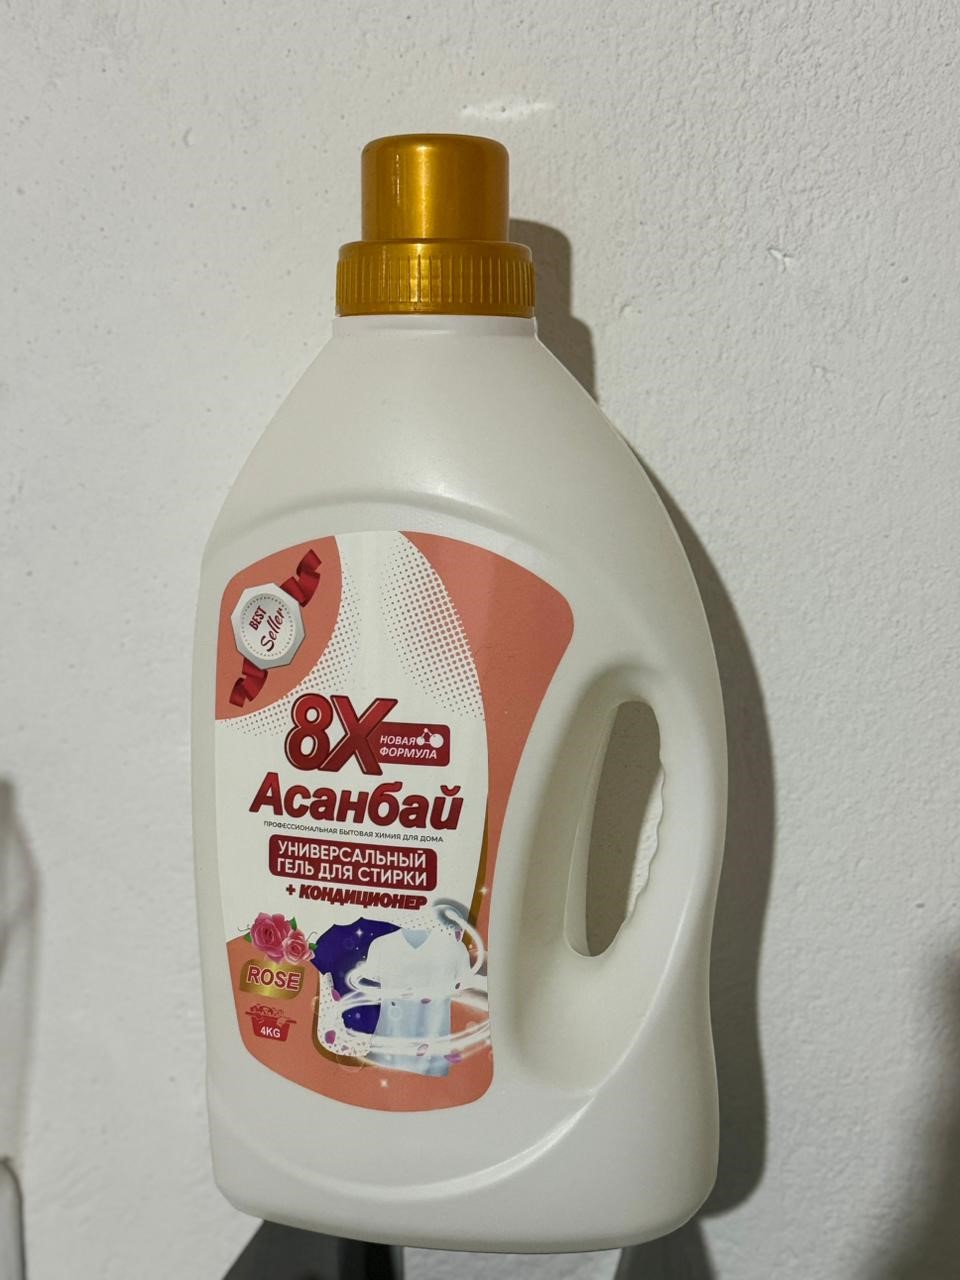 BEST
Seller
8X
НОВАЯ
ФОРМУЛА
Асанбай
ПРОФЕССИОНАЛЬНАЯ БЫТОВАЯ ХИМИЯ ДЛЯ ДОМА
УНИВЕРСАЛЬНЫЙ
ГЕЛЬ ДЛЯ СТИРКИ
+ КОНДИЦИОНЕР
ROSE
4KG